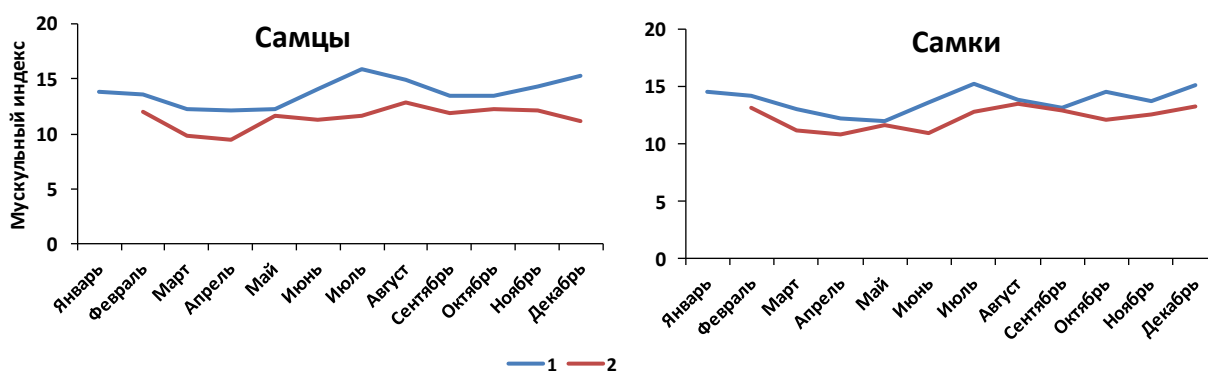 Самцы
Мускульный индекс
20
15
10
5
0
Январь
Февраль
Март
Апрель
Май
Июнь
Июль
Август
Сентябрь
Октябрь
Ноябрь
Декабрь
Самки
20
15
10
5
0
Январь
Февраль
Март
Апрель
Май
Июнь
Июль
Август
Сентябрь
Октябрь
Ноябрь
Декабрь
1 2